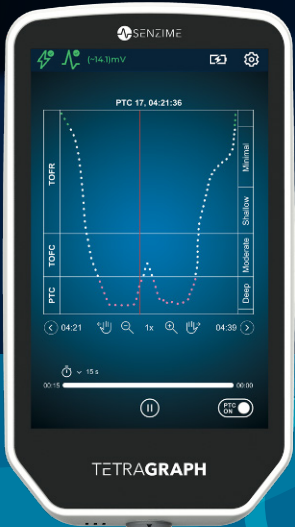 SENZIME
(~14.1)mV
PTC 17, 04:21:36
TOFR
TOFC
PTC
Minimal
Shallow
Moderate
Deep
04:21
1x
04:39
15 s
00:15
00:00
PTC
ON
TETRAGRAPH